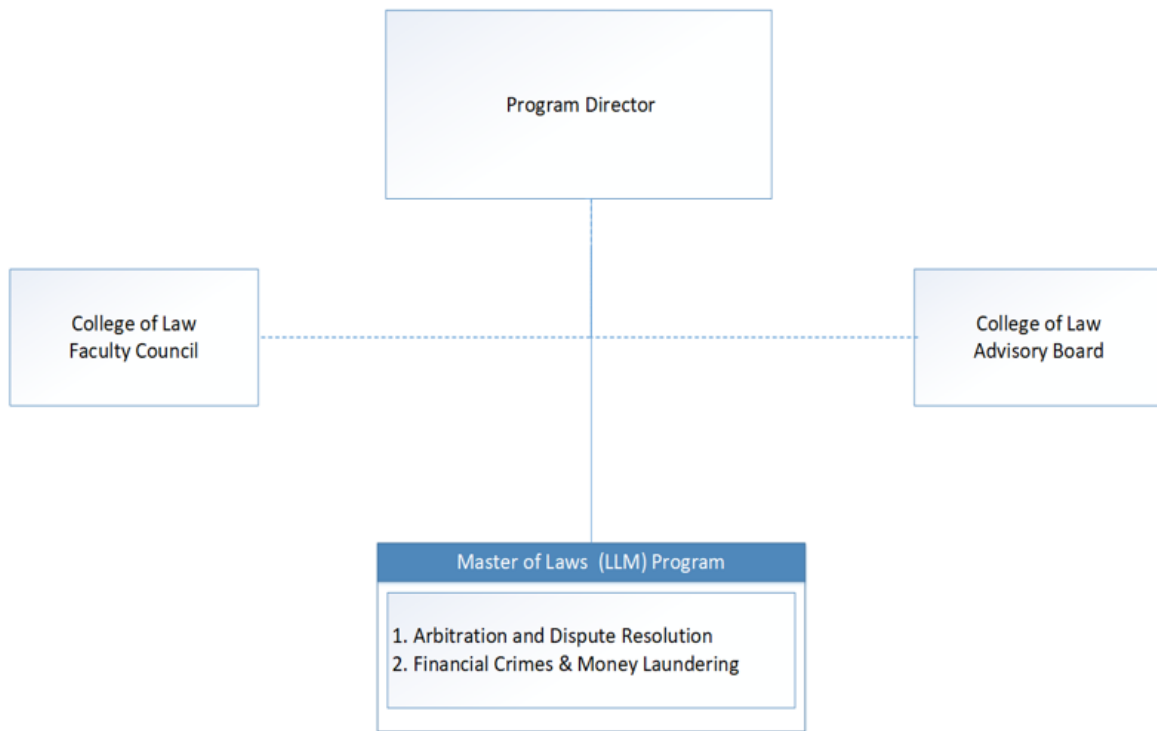 Program Director
College of Law
Faculty Council
College of Law
Advisory Board
Master of Laws  (LLM) Program
1. Arbitration and Dispute Resolution
2. Financial Crimes & Money Laundering